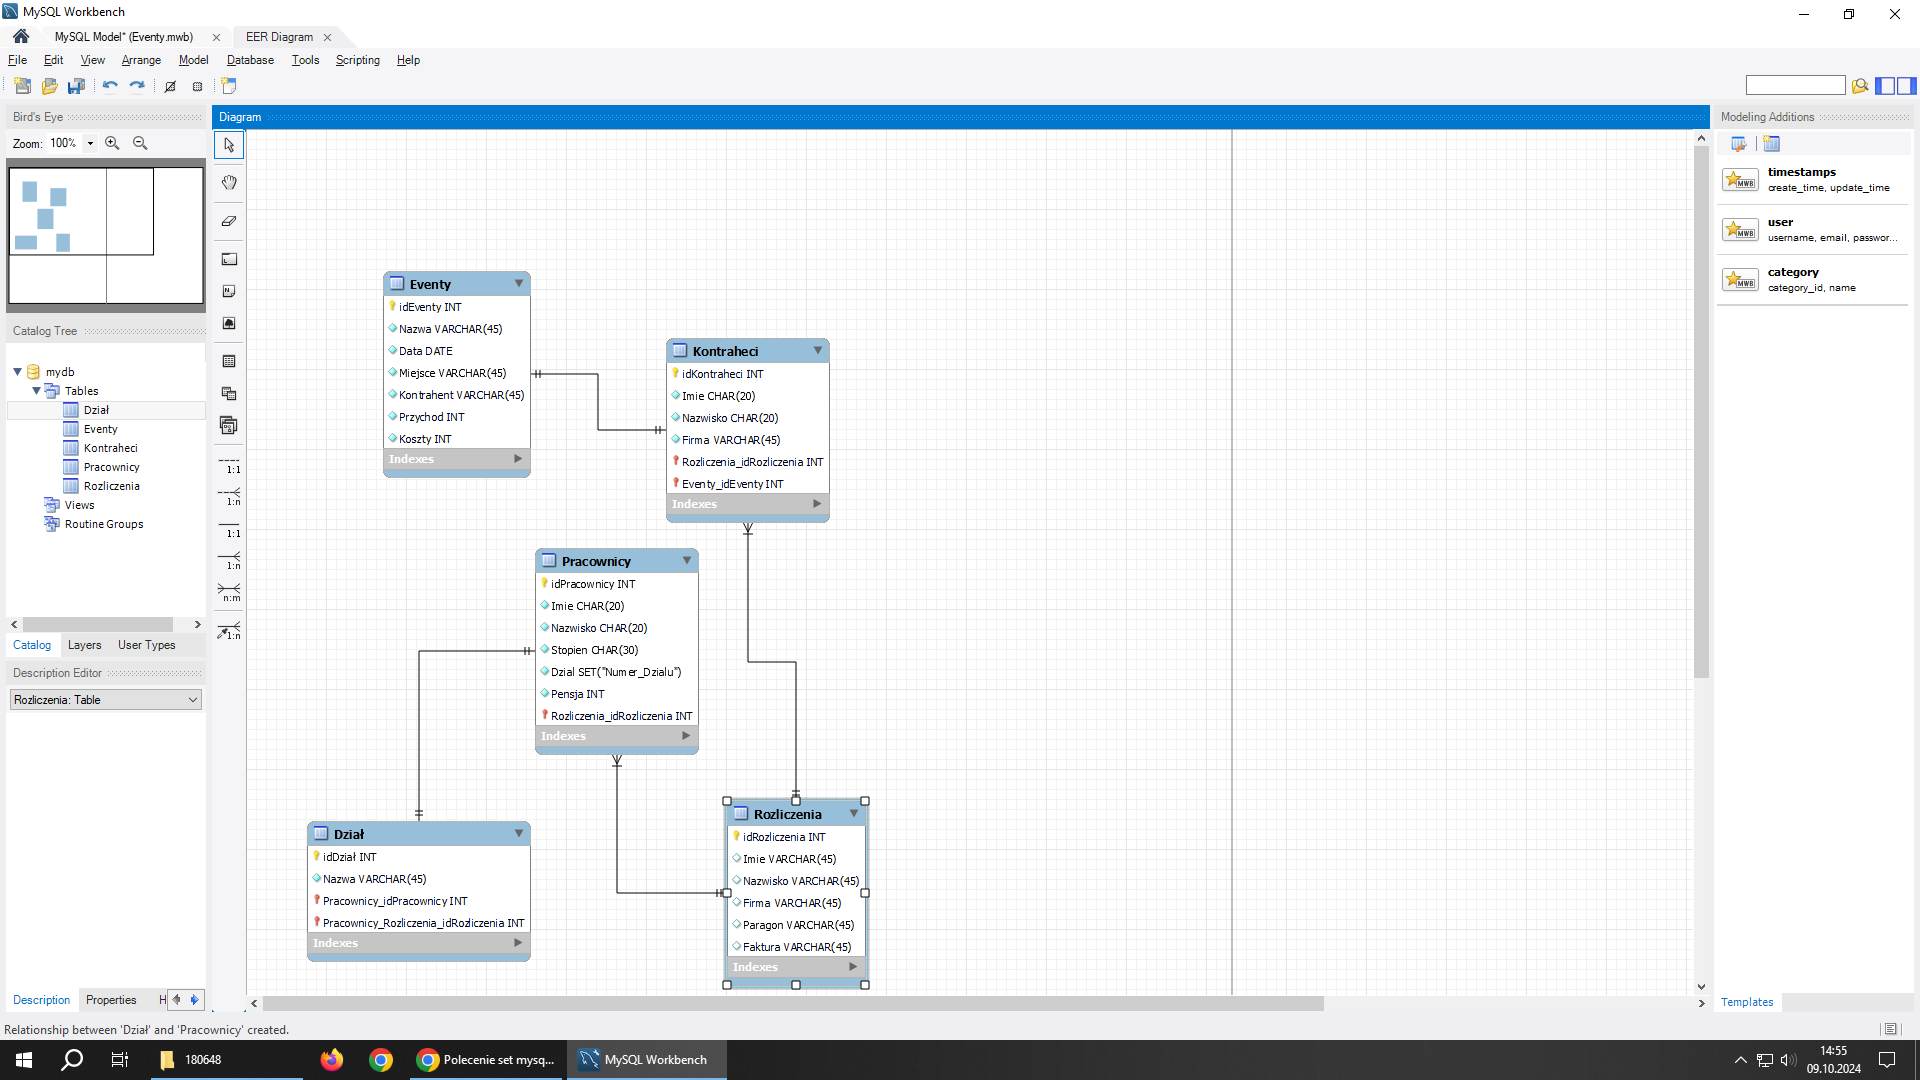 MySQL Workbench
MySQL Model* (Eventy.mwb)
EER Diagram
File Edit View Arrange Model Database Tools Scripting Help
Bird's Eye
Zoom: 100%
Catalog Tree
mydb
Tables
Dział
Eventy
Kontraheci
Pracownicy
Rozliczenia
Views
Routine Groups
Catalog Layers User Types
Description Editor
Rozliczenia: Table
Description Properties H
Diagram
1:1
1:n
1:1
1:n
n:m
1:n
Eventy
idEventy INT
Nazwa VARCHAR(45)
Data DATE
Miejsce VARCHAR(45)
Kontrahent VARCHAR(45)
Przychod INT
Koszty INT
Indexes
Kontraheci
idKontraheci INT
Imie CHAR(20)
Nazwisko CHAR(20)
Firma VARCHAR(45)
Rozliczenia_idRozliczenia INT
Eventy_idEventy INT
Indexes
Pracownicy
idPracownicy INT
Imie CHAR(20)
Nazwisko CHAR(20)
Stopien CHAR(30)
Dzial SET("Numer_Dzialu")
Pensja INT
Rozliczenia_idRozliczenia INT
Indexes
Dział
idDział INT
Nazwa VARCHAR(45)
Pracownicy_idPracownicy INT
Pracownicy_Rozliczenia_idRozliczenia INT
Indexes
Rozliczenia
idRozliczenia INT
Imie VARCHAR(45)
Nazwisko VARCHAR(45)
Firma VARCHAR(45)
Paragon VARCHAR(45)
Faktura VARCHAR(45)
Indexes
Modeling Additions
MWB
timestamps
create_time, update_time
MWB
user
username, email, passwor...
MWB
category
category_id, name
Templates
Relationship between 'Dział' and 'Pracownicy' created.
180648
Polecenie set mysq...
MySQL Workbench
14:55
09.10.2024